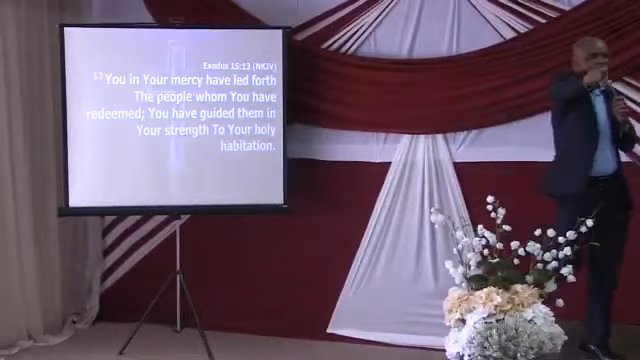 Exodus 15:13 (NKJV)
13 You in Your mercy have led forth
The people whom You have
redeemed; You have guided them in
Your strength To Your holy
habitation.